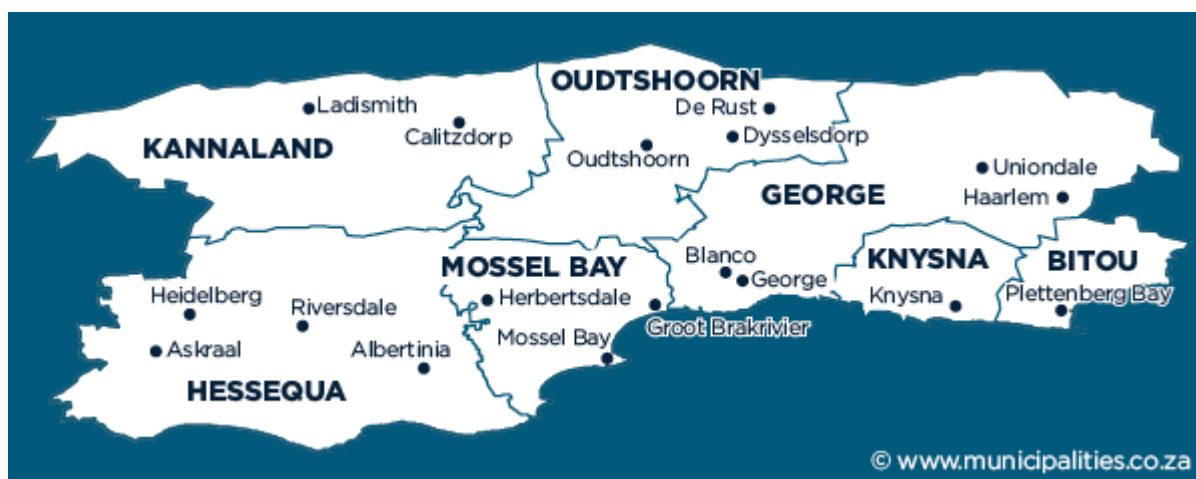 OUDTSHOORN
De Rust
Ladismith
Calitzdorp
KANNALAND
Dysselsdorp
Oudtshoorn
Uniondale
GEORGE
Haarlem
Blanco
George
KNYSNA
BITOU
MOSSEL BAY
Heidelberg
Riversdale
Herbertsdale
Knysna
Plettenberg Bay
Groot Brakrivier
Mossel Bay
Askraal
Albertinia
HESSEQUA
© www.municipalities.co.za